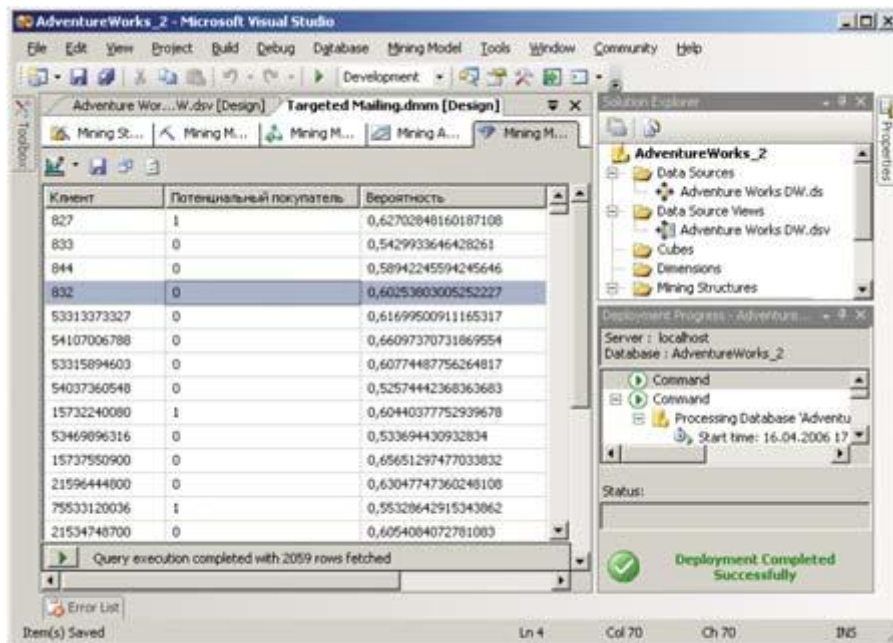 AdventureWorks_2 - Microsoft Visual Studio
File Edit View Project Build Debug Database Mining Model Tools Window Community Help
Development
Toolbox
Adventure Wor...W.dsv [Design] Targeted Mailing.dmm [Design]
Mining St... Mining M... Mining M... Mining A... Mining M...
Клиент Потенциальный покупатель Вероятность
827 1 0,62702848160187108
833 0 0,5429933646428261
844 0 0,58942245594245646
832 0 0,60253803005252227
53313373327 0 0,61699500911165317
54107006788 0 0,66097370731869554
53315894603 0 0,60774487756264817
54037360548 0 0,52574442368363683
15732240080 1 0,60440377752939678
53469896316 0 0,533694430932834
15737550900 0 0,65651297477033832
21596444800 0 0,63047747360248108
75533120036 1 0,55328642915343862
21534748700 0 0,6054084072781083
Query execution completed with 2059 rows fetched
Solution Explorer
AdventureWorks_2
Data Sources
Adventure Works DW.ds
Data Source Views
Adventure Works DW.dsv
Cubes
Dimensions
Mining Structures
Properties
Deployment Progress - Adventure...
Server : localhost
Database : AdventureWorks_2
Command
Command
Processing Database 'Adventu
Start time: 16.04.2006 17
Status:
Deployment Completed
Successfully
Error List
Item(s) Saved Ln 4 Col 70 Ch 70 INS